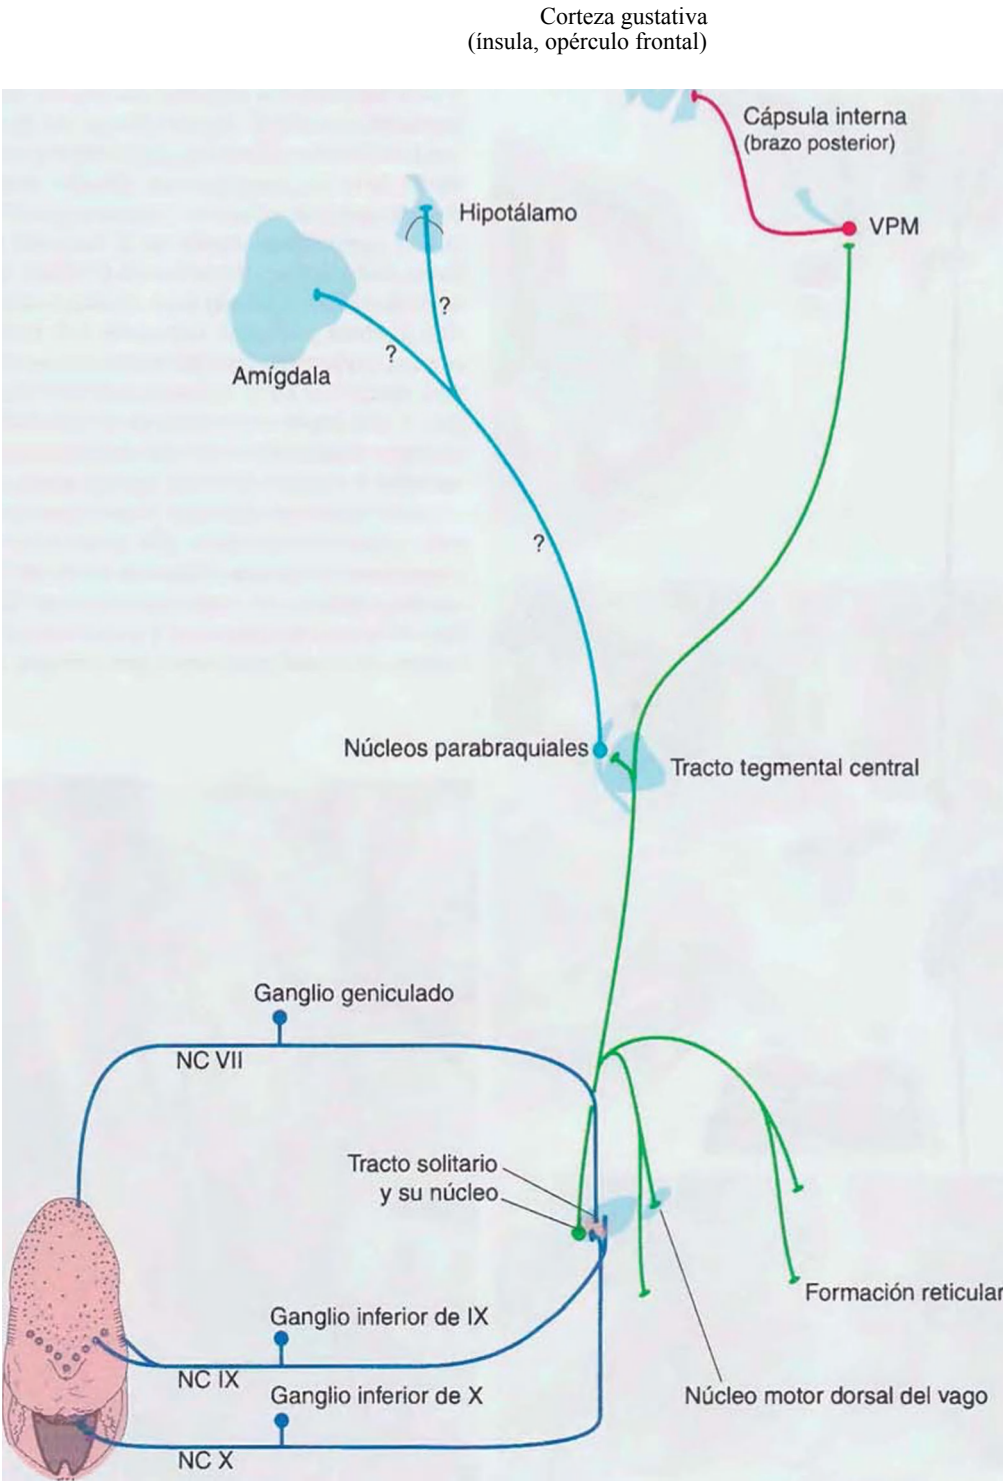 Corteza gustativa
(ínsula, opérculo frontal)
Cápsula interna
(brazo posterior)
Hipotálamo
VPM
?
?
Amígdala
?
Núcleos parabraquiales
Tracto tegmental central
Ganglio geniculado
NC VII
Tracto solitario
y su núcleo
Formación reticular
Ganglio inferior de IX
NC IX
Ganglio inferior de X
Núcleo motor dorsal del vago
NC X